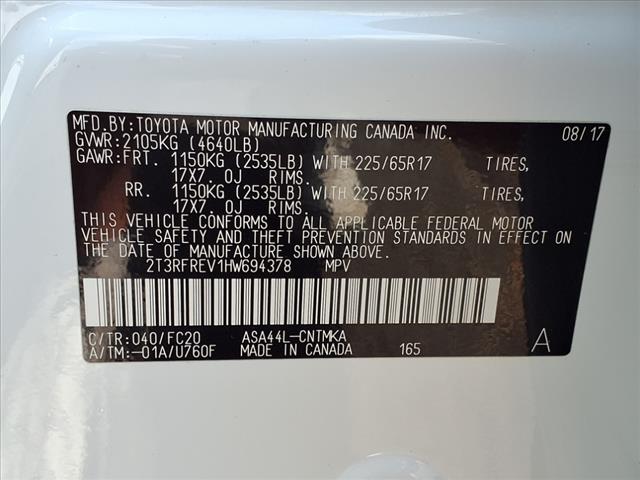 MFD.BY:TOYOTA MOTOR MANUFACTURING CANADA INC. 08/17
GVWR:2105KG (4640LB)
GAWR:FRT. 1150KG (2535LB) WITH 225/65R17 TIRES,
17X7. OJ RIMS.
RR. 1150KG (2535LB) WITH 225/65R17 TIRES,
17X7. OJ RIMS.
THIS VEHICLE CONFORMS TO ALL APPLICABLE FEDERAL MOTOR
VEHICLE SAFETY AND THEFT PREVENTION STANDARDS IN EFFECT ON
THE DATE OF MANUFACTURE SHOWN ABOVE.
2T3RFREV1HW694378 MPV
C/TR:040/FC20 ASA44L-CNTMKA
A/TM:-01A/U760F MADE IN CANADA 165 A